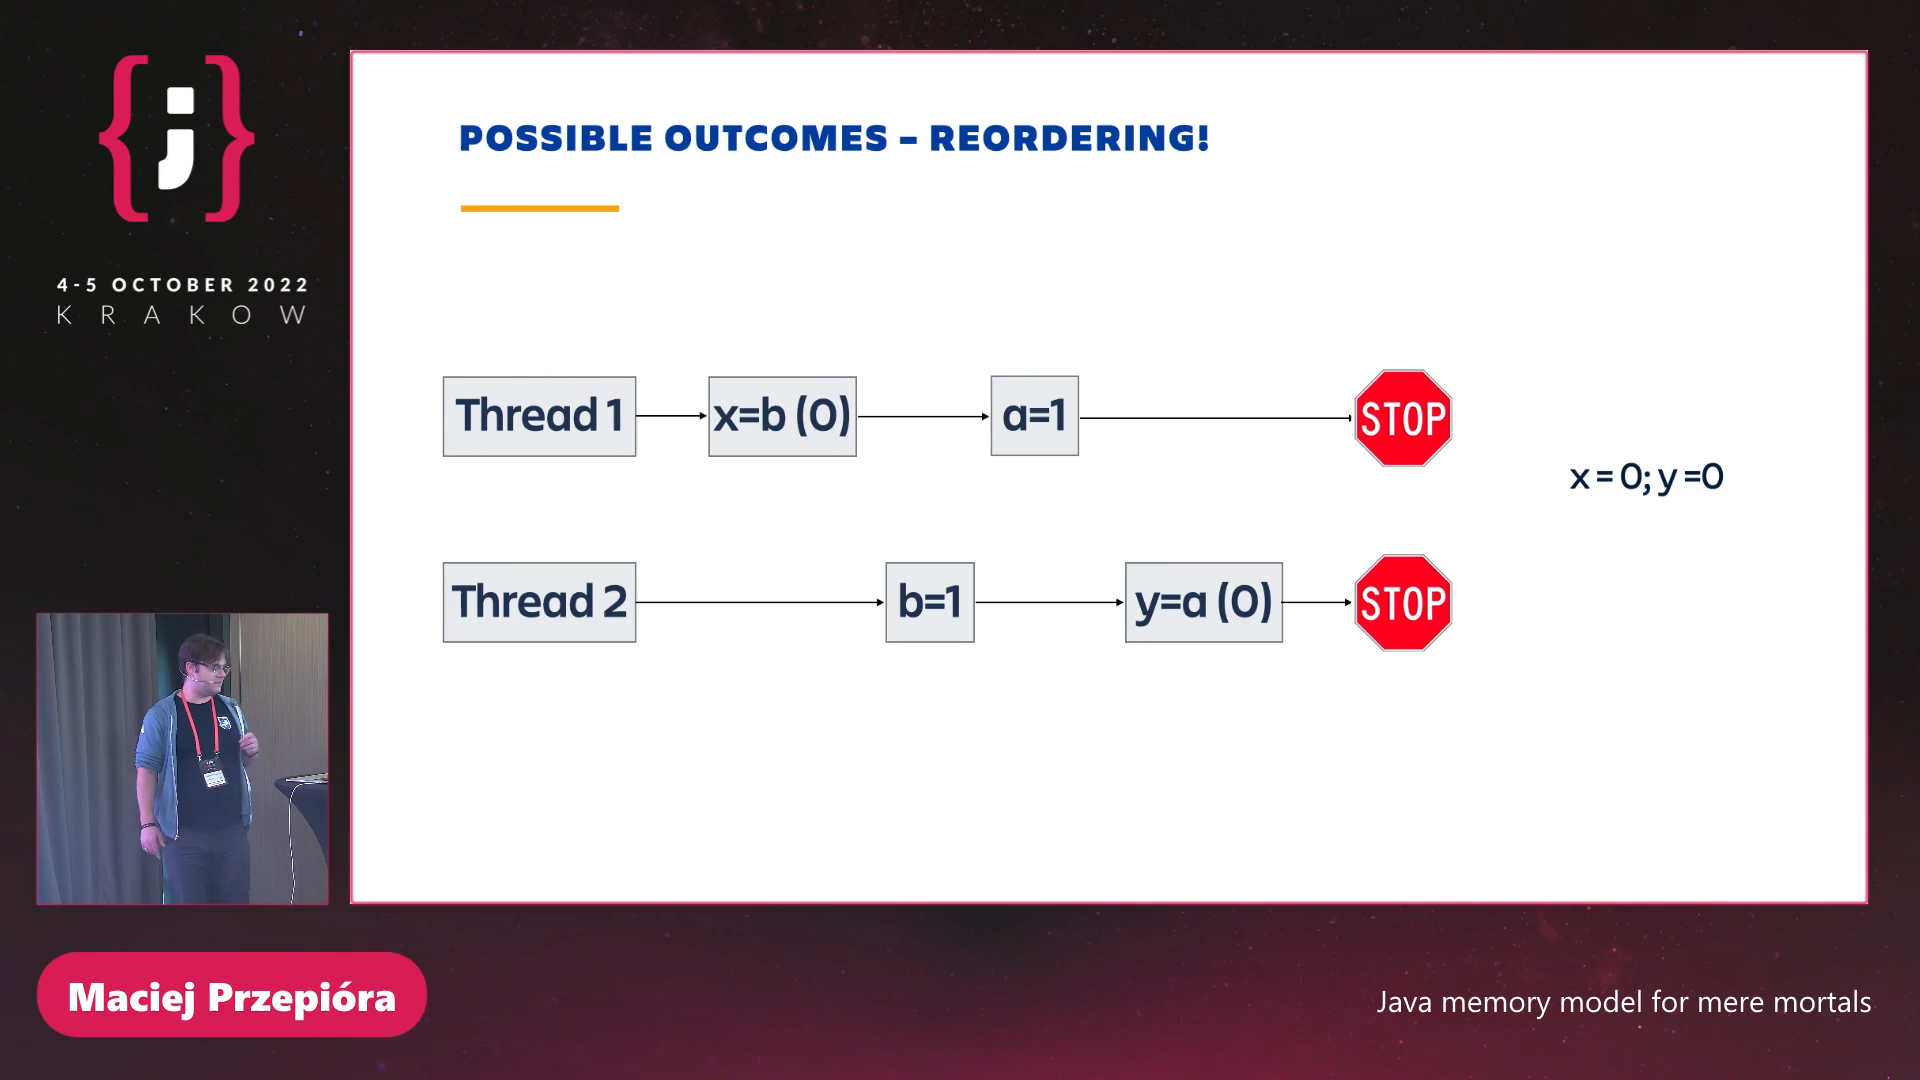 {;}
4-5 OCTOBER 2022
KRAKOW
POSSIBLE OUTCOMES – REORDERING!
Thread 1
x=b (0)
a=1
STOP
x = 0; y =0
Thread 2
b=1
y=a (0)
STOP
Maciej Przepióra
Java memory model for mere mortals